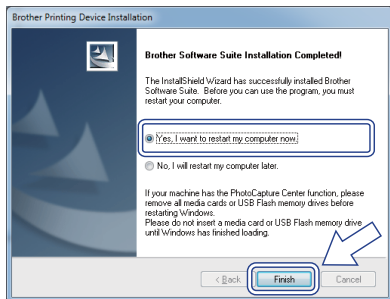 Brother Printing Device Installation
Brother Software Suite Installation Completed!
The InstallShield Wizard has successfully installed Brother
Software Suite. Before you can use the program, you must
restart your computer.
Yes, I want to restart my computer now.
No, I will restart my computer later.
If your machine has the PhotoCapture Center function, please
remove all media cards or USB Flash memory drives before
restarting Windows.
Please do not insert a media card or USB Flash memory drive
until Windows has finished loading.
< Back Finish Cancel